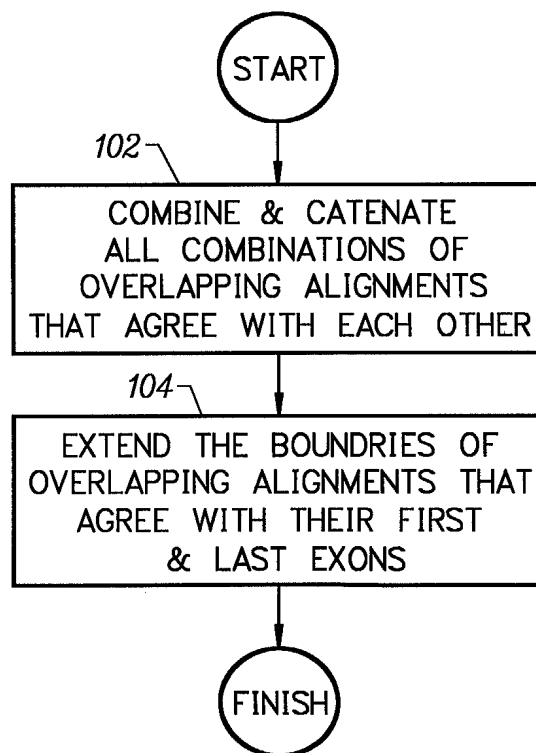 START
102
COMBINE & CATENATE
ALL COMBINATIONS OF
OVERLAPPING ALIGNMENTS
THAT AGREE WITH EACH OTHER
104
EXTEND THE BOUNDRIES OF
OVERLAPPING ALIGNMENTS THAT
AGREE WITH THEIR FIRST
& LAST EXONS
FINISH